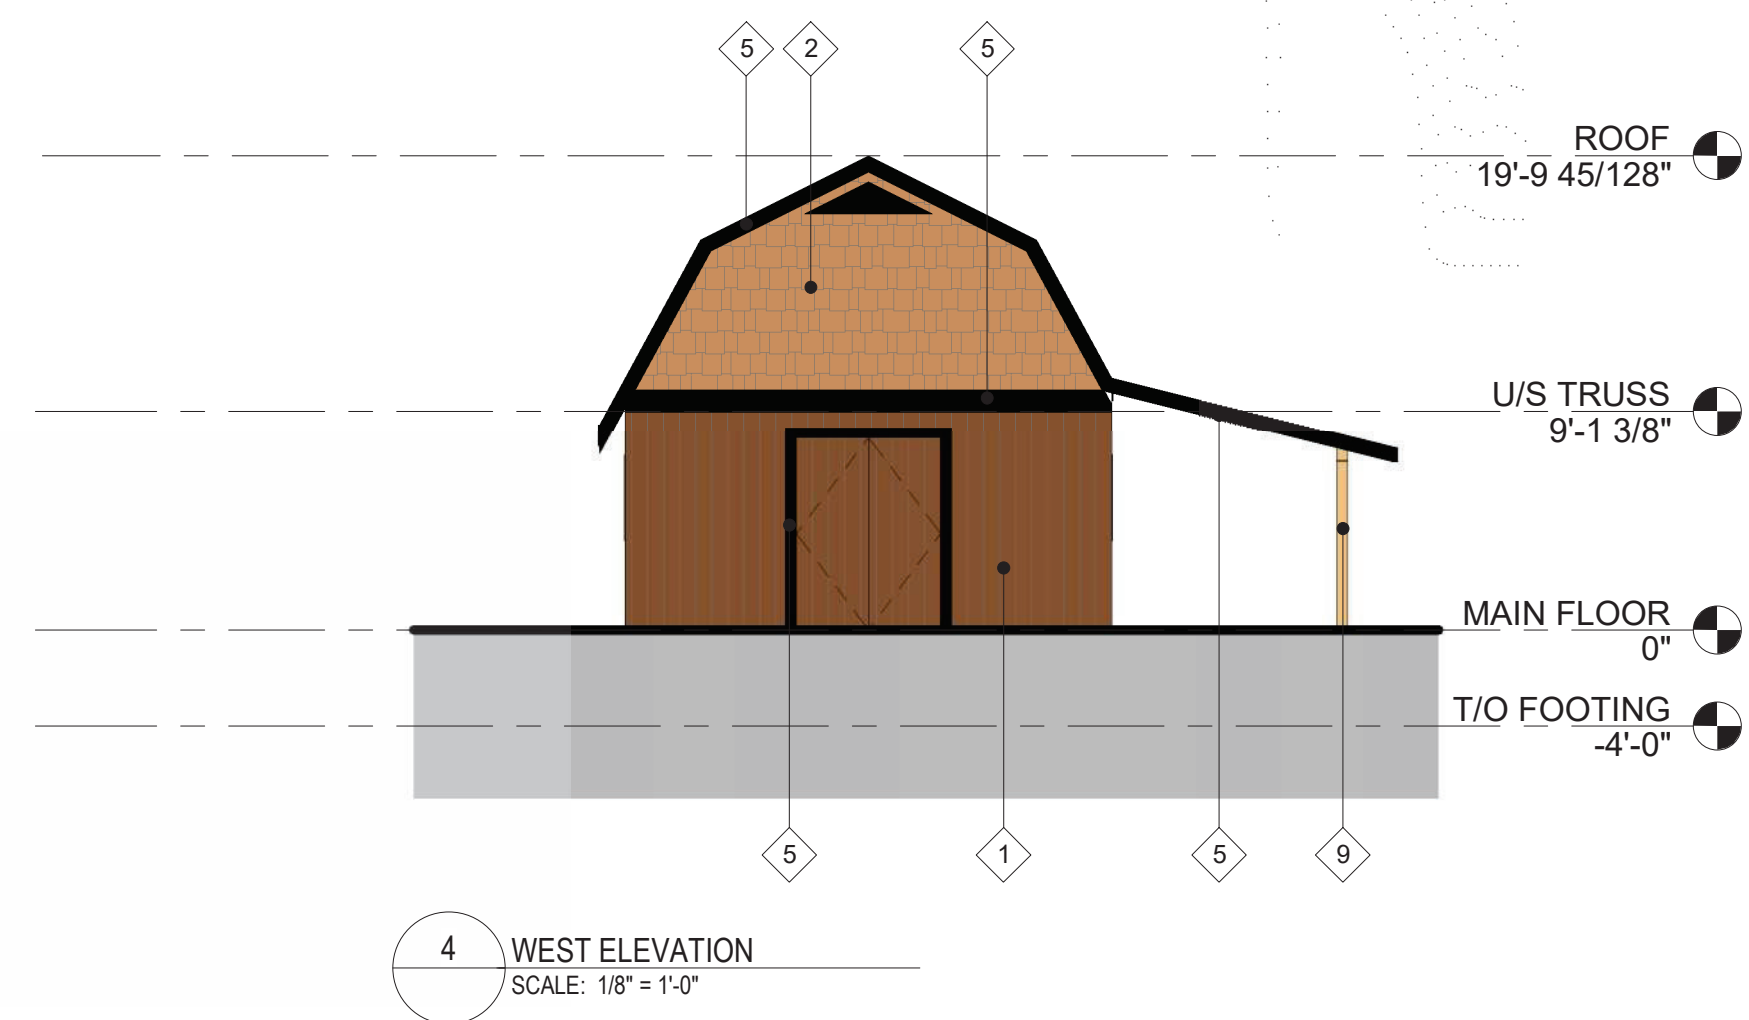 5 2 5
ROOF
19'-9 45/128"
U/S TRUSS
9'-1 3/8"
MAIN FLOOR
0"
T/O FOOTING
-4'-0"
5 1 5 9
4 WEST ELEVATION
SCALE: 1/8" = 1'-0"